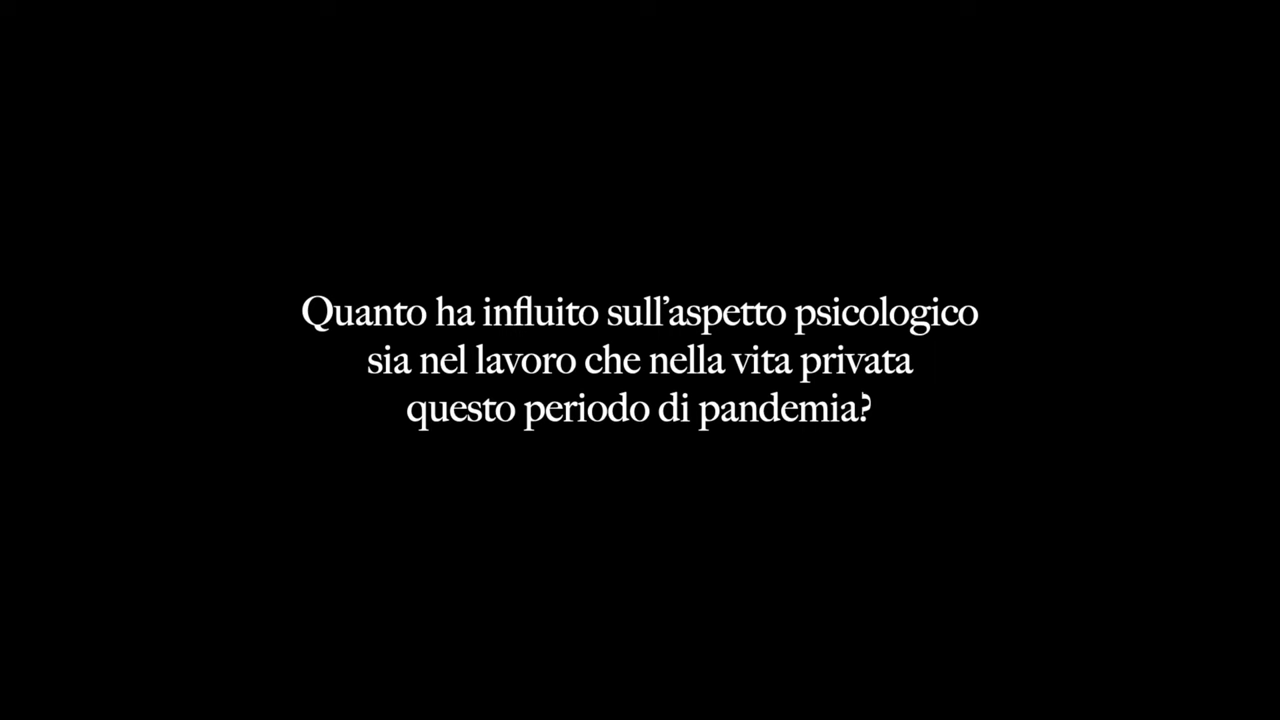 Quanto ha influito sull’aspetto psicologico
sia nel lavoro che nella vita privata
questo periodo di pandemia?